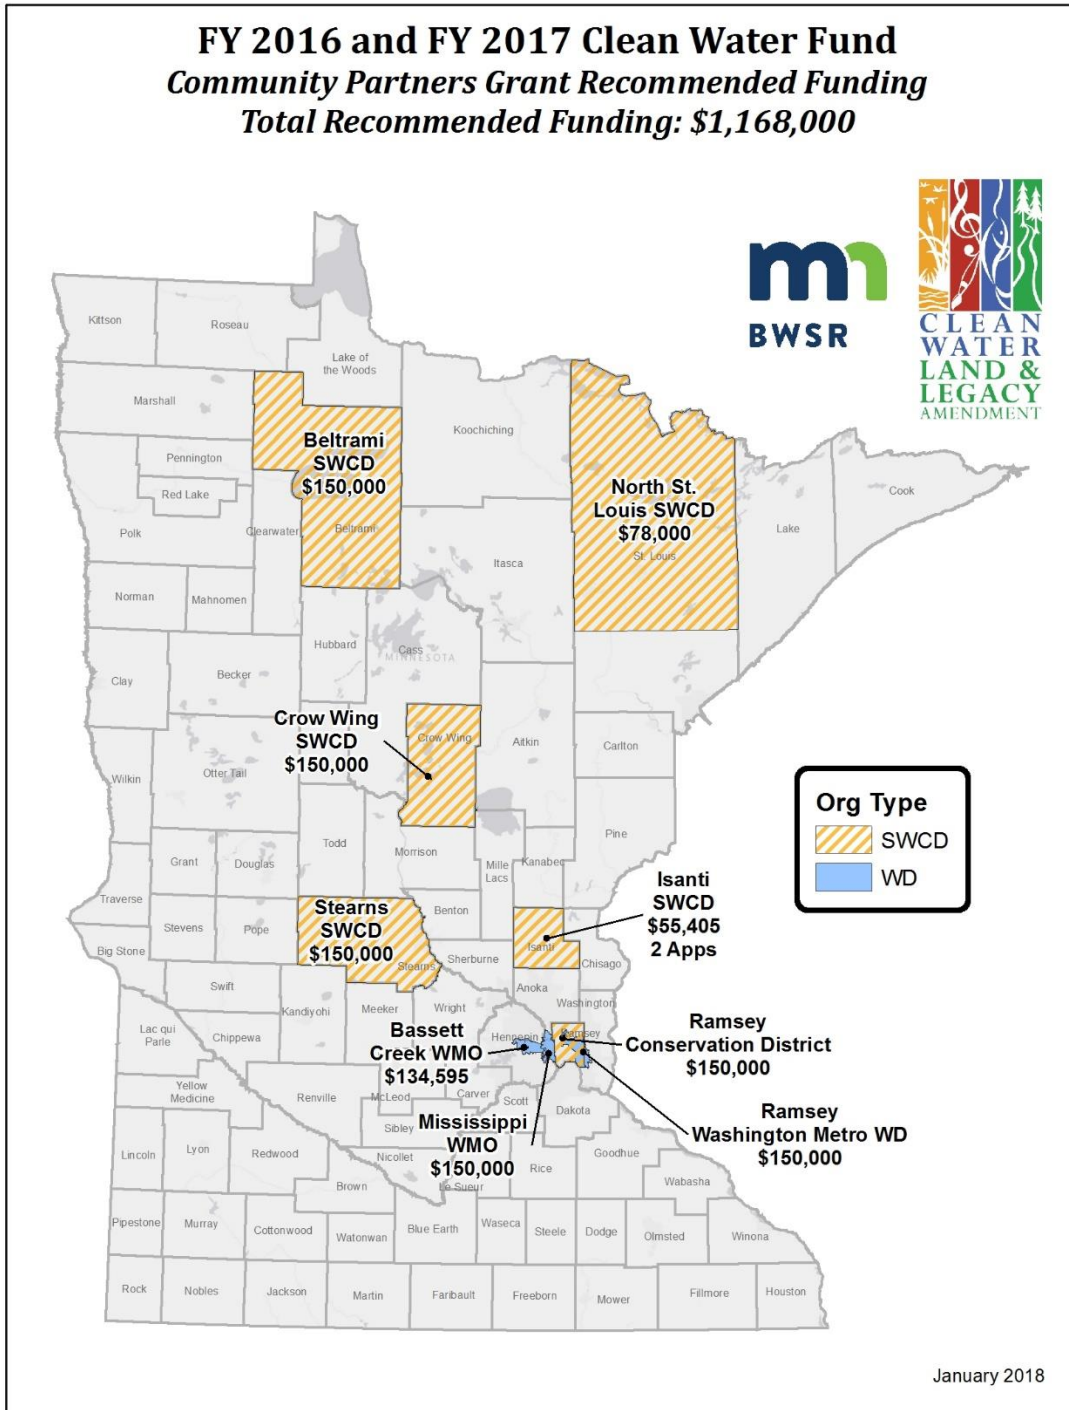 FY 2016 and FY 2017 Clean Water Fund
Community Partners Grant Recommended Funding
Total Recommended Funding: $1,168,000
mn
BWSR
CLEAN
WATER
LAND &
LEGACY
AMENDMENT
Kittson
Roseau
Lake of
the Woods
Marshall
Koochiching
Beltrami
SWCD
$150,000
Pennington
Red Lake
North St.
Louis SWCD
$78,000
St. Louis
Cook
Lake
Polk
Clearwater
Beltrami
Itasca
Norman
Mahnomen
Hubbard
Cass
MINNESOTA
Clay
Becker
Crow Wing
SWCD
$150,000
Crow Wing
Aitkin
Carlton
Wilkin
Otter Tail
Org Type
SWCD
WD
Pine
Todd
Morrison
Grant
Douglas
Mille
Lacs
Kanabec
Isanti
SWCD
$55,405
2 Apps
Traverse
Stearns
SWCD
$150,000
Benton
Stevens
Pope
Big Stone
Stearns
Sherburne
Isanti
Chisago
Swift
Anoka
Washington
Kandiyohi
Meeker
Wright
Lac qui
Parle
Chippewa
Bassett
Creek WMO
$134,595
Hennepin
Ramsey
Ramsey
Conservation District
$150,000
Yellow
Medicine
Renville
McLeod
Carver
Scott
Dakota
Sibley
Mississippi
WMO
$150,000
Ramsey
Washington Metro WD
$150,000
Lincoln
Lyon
Redwood
Nicollet
Brown
Le Sueur
Rice
Goodhue
Wabasha
Pipestone
Murray
Cottonwood
Watonwan
Blue Earth
Waseca
Steele
Dodge
Olmsted
Winona
Rock
Nobles
Jackson
Martin
Faribault
Freeborn
Mower
Fillmore
Houston
January 2018